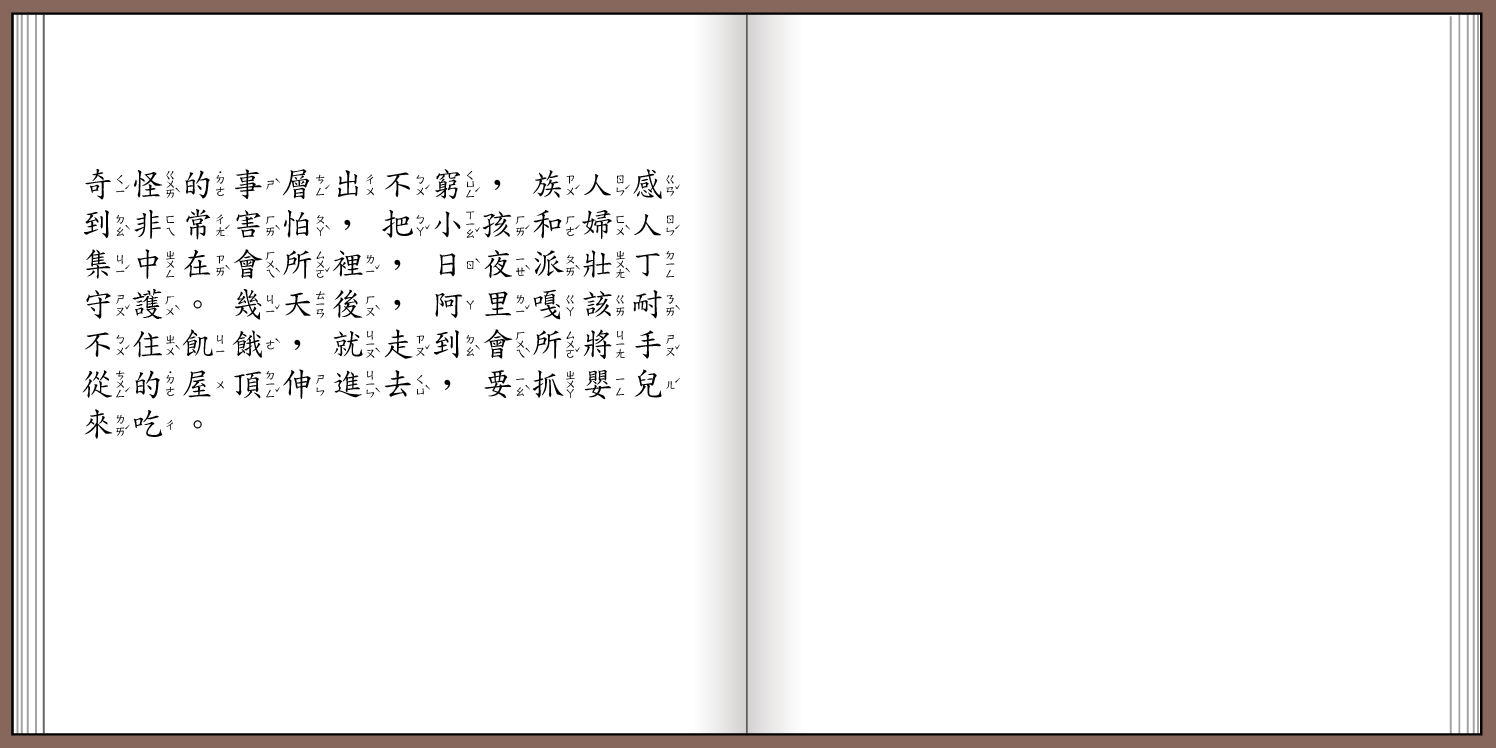 奇怪的事層出不窮，族人感
到非常害怕，把小孩和婦人
集中在會所裡，日夜派壯丁
守護。幾天後，阿里嘎該耐
不住飢餓，就走到會所將手
從的屋頂伸進去，要抓嬰兒
來吃。